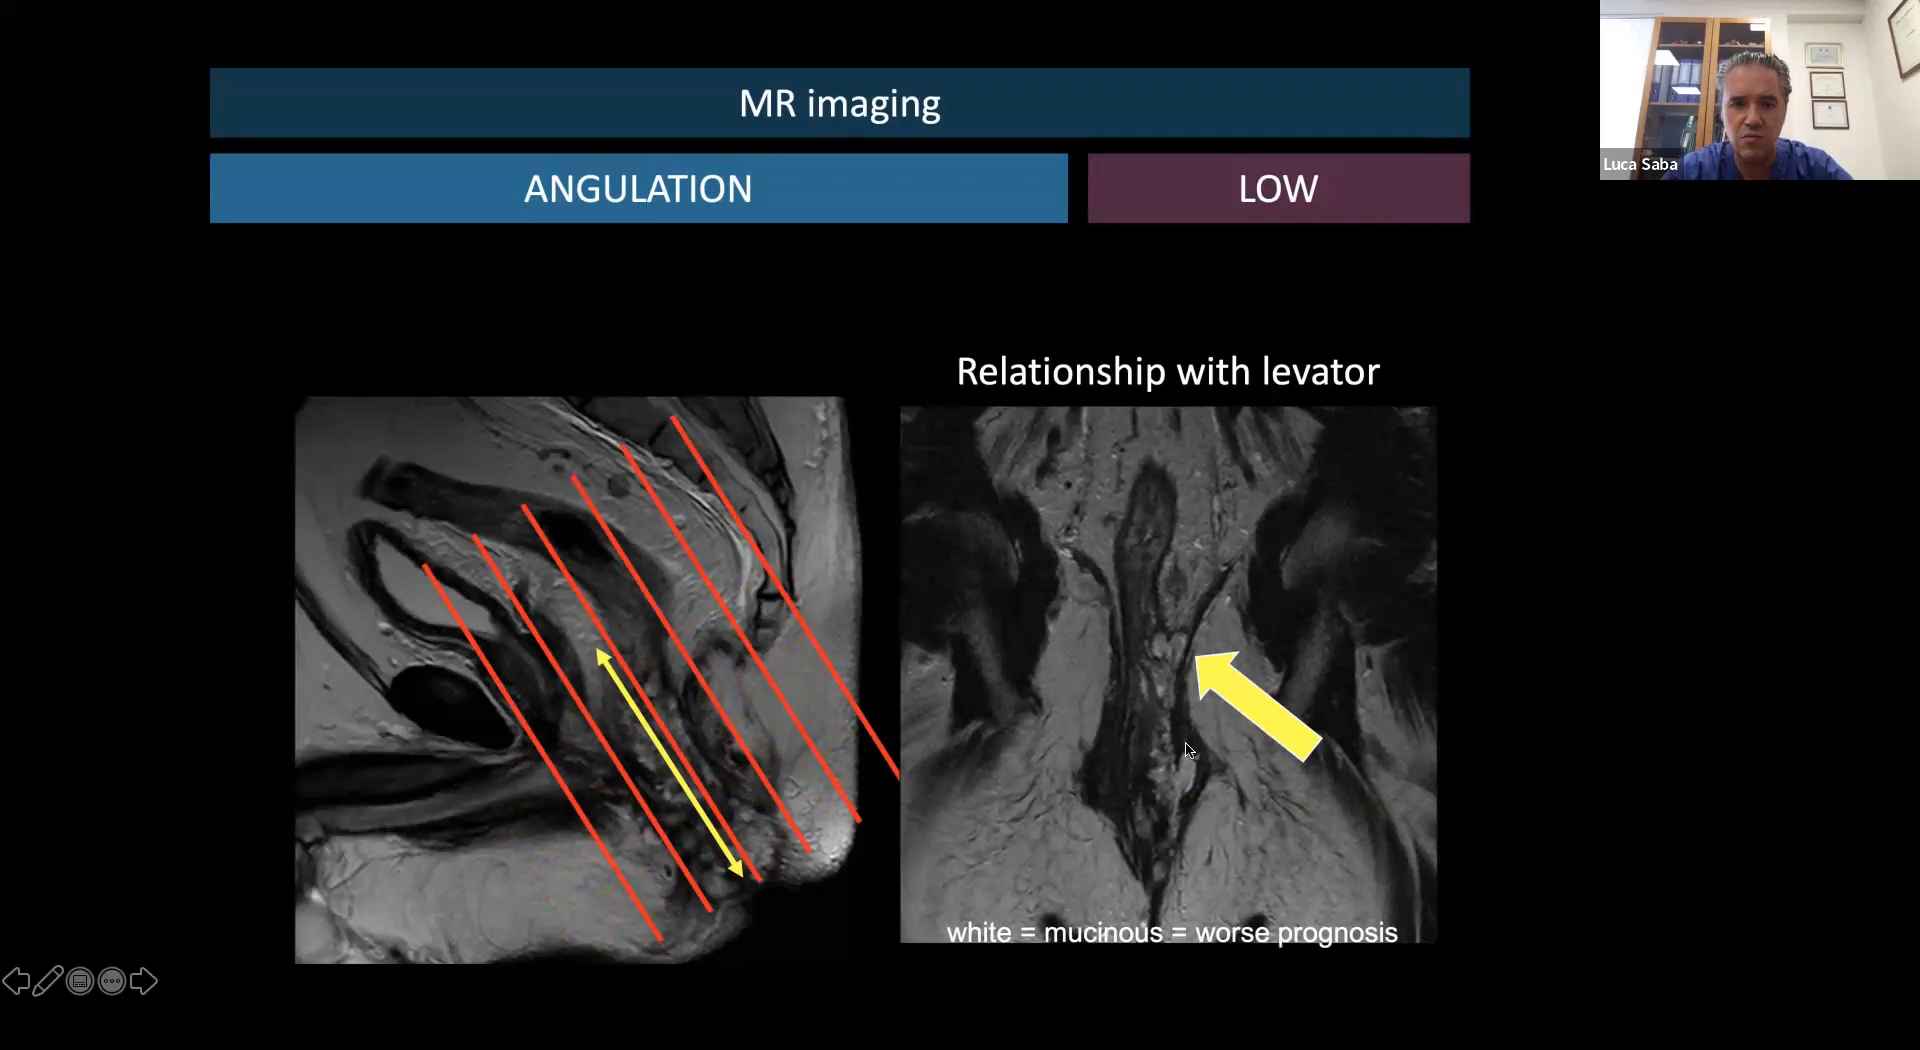 MR imaging
ANGULATION
LOW
Luca Saba
Relationship with levator
white = mucinous = worse prognosis